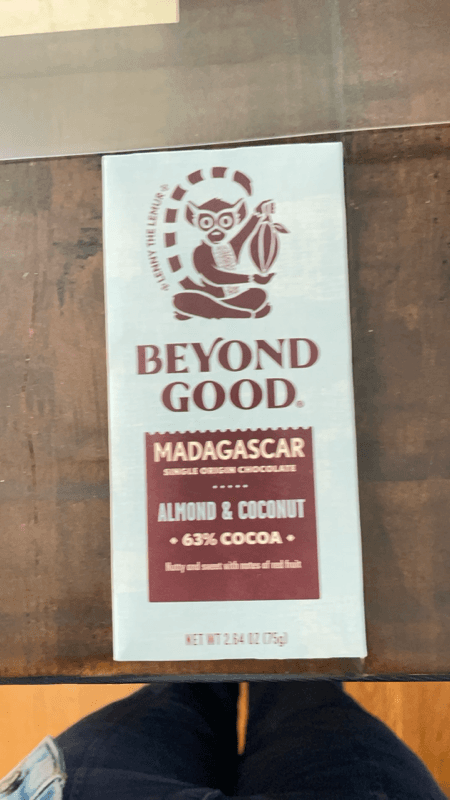 LENNY THE LEMUR
BEYOND
GOOD®
MADAGASCAR
SINGLE ORIGIN CHOCOLATE
ALMOND & COCONUT
63% COCOA
Nutty and sweet with notes of red fruit
NET WT 2.64 OZ (75g)